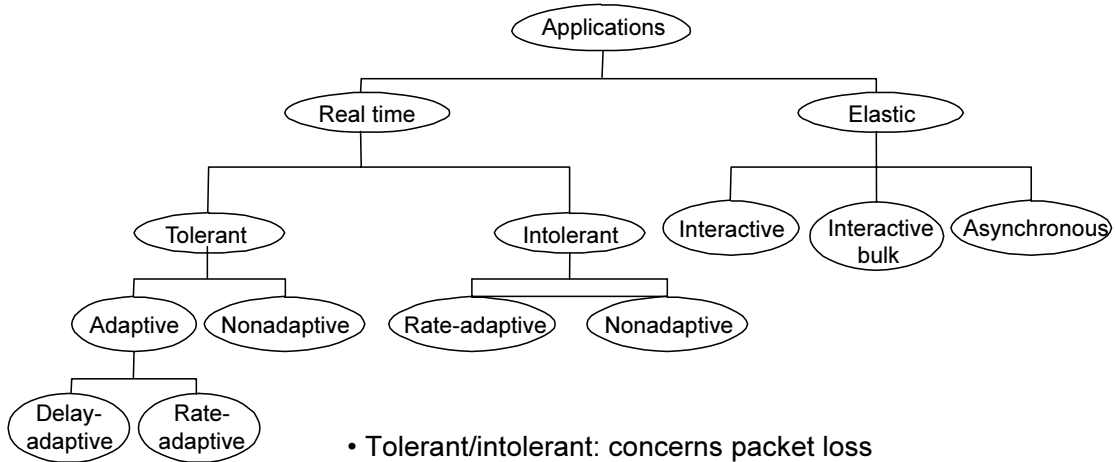 Applications
Real time
Elastic
Tolerant
Intolerant
Interactive
Interactive
bulk
Asynchronous
Adaptive
Nonadaptive
Rate-adaptive
Nonadaptive
Delay-
adaptive
Rate-
adaptive
• Tolerant/intolerant: concerns packet loss